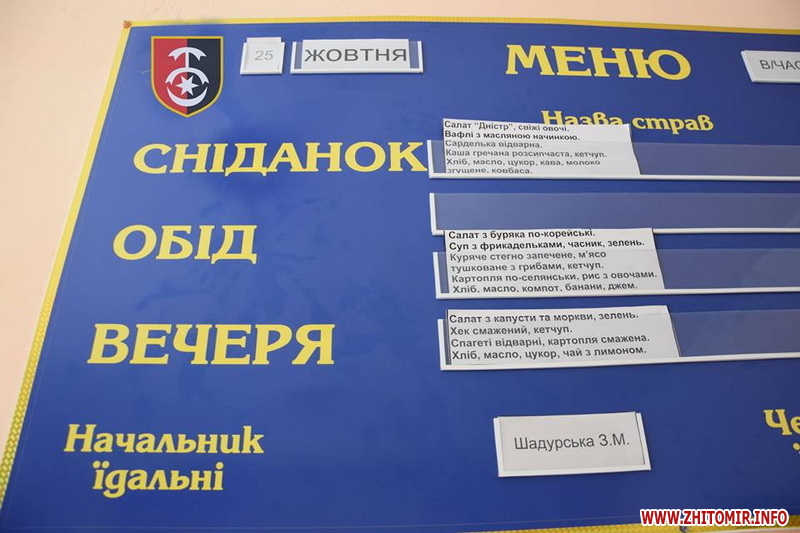 25 ЖОВТНЯ МЕНЮ
Назва страв
СНІДАНОК
Салат "Дністр", свіжі овочі.
Вафлі з масляною начинкою.
Сарделька відварна.
Каша гречана розсипчаста, кетчуп.
Хліб, масло, цукор, кава, молоко
згущене, ковбаса.
ОБІД
Салат з буряка по-корейські.
Суп з фрикадельками, часник, зелень.
Куряче стегно запечене, м'ясо
тушковане з грибами, кетчуп.
Картопля по-селянськи, рис з овочами.
Хліб, масло, компот, банани, джем.
ВЕЧЕРЯ
Салат з капусти та моркви, зелень.
Хек смажений, кетчуп.
Спагеті відварні, картопля смажена.
Хліб, масло, цукор, чай з лимоном.
Начальник
їдальні
Шадурська З.М.
WWW.ZHITOMIR.INFO